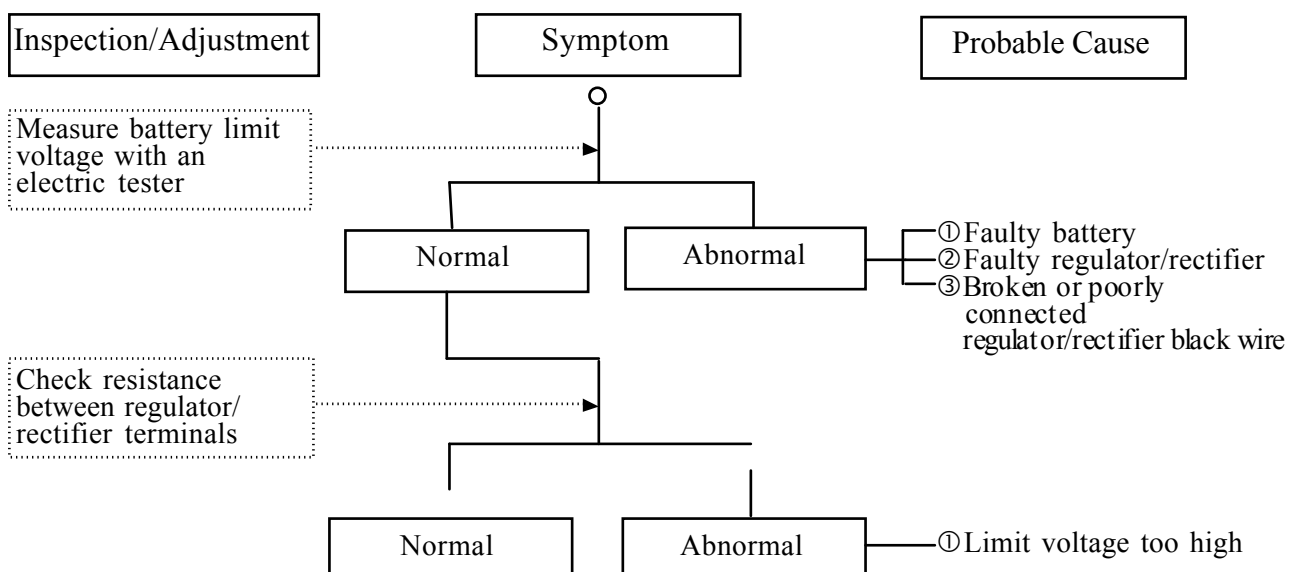 Inspection/Adjustment
Symptom
Probable Cause
Measure battery limit
voltage with an
electric tester
Normal
Abnormal
①Faulty battery
②Faulty regulator/rectifier
③Broken or poorly
connected
regulator/rectifier black wire
Check resistance
between regulator/
rectifier terminals
Normal
Abnormal
①Limit voltage too high